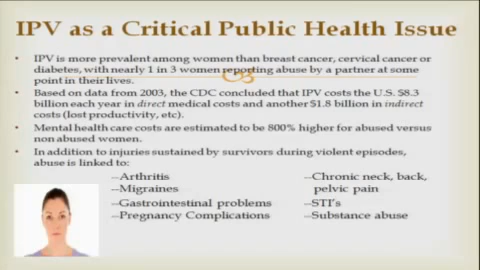 IPV as a Critical Public Health Issue
• IPV is more prevalent among women than breast cancer, cervical cancer or
diabetes, with nearly 1 in 3 women reporting abuse by a partner at some
point in their lives.
• Based on data from 2003, the CDC concluded that IPV costs the U.S. $8.3
billion each year in direct medical costs and another $1.8 billion in indirect
costs (lost productivity, etc).
• Mental health care costs are estimated to be 800% higher for abused versus
non abused women.
• In addition to injuries sustained by survivors during violent episodes,
abuse is linked to:
--Arthritis
--Migraines
--Gastrointestinal problems
--Pregnancy Complications
--Chronic neck, back,
pelvic pain
--STI's
--Substance abuse